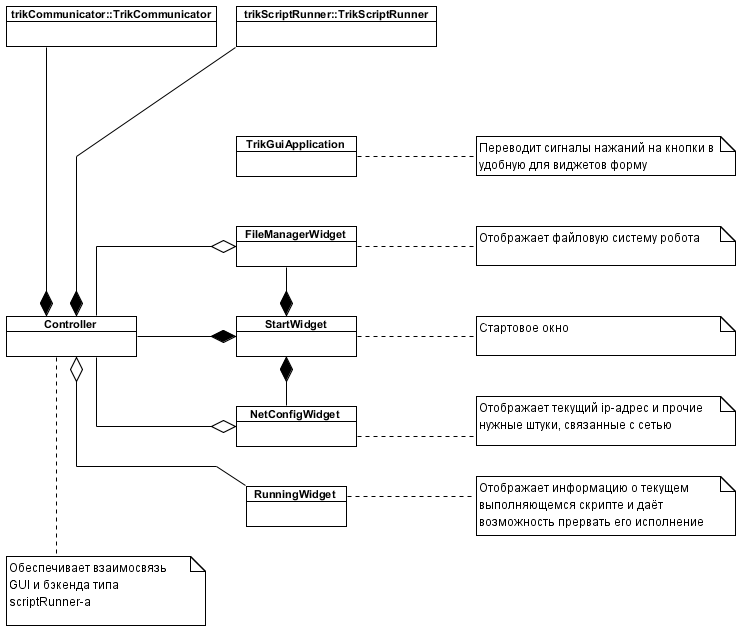 trikCommunicator::TrikCommunicator
trikScriptRunner::TrikScriptRunner
TrikGuiApplication
Переводит сигналы нажаний на кнопки в
удобную для виджетов форму
FileManagerWidget
Отображает файловую систему робота
Controller
StartWidget
Стартовое окно
NetConfigWidget
Отображает текущий ip-адрес и прочие
нужные штуки, связанные с сетью
RunningWidget
Отображает информацию о текущем
выполняющемся скрипте и даёт
возможность прервать его исполнение
Обеспечивает взаимосвязь
GUI и бэкенда типа
scriptRunner-а